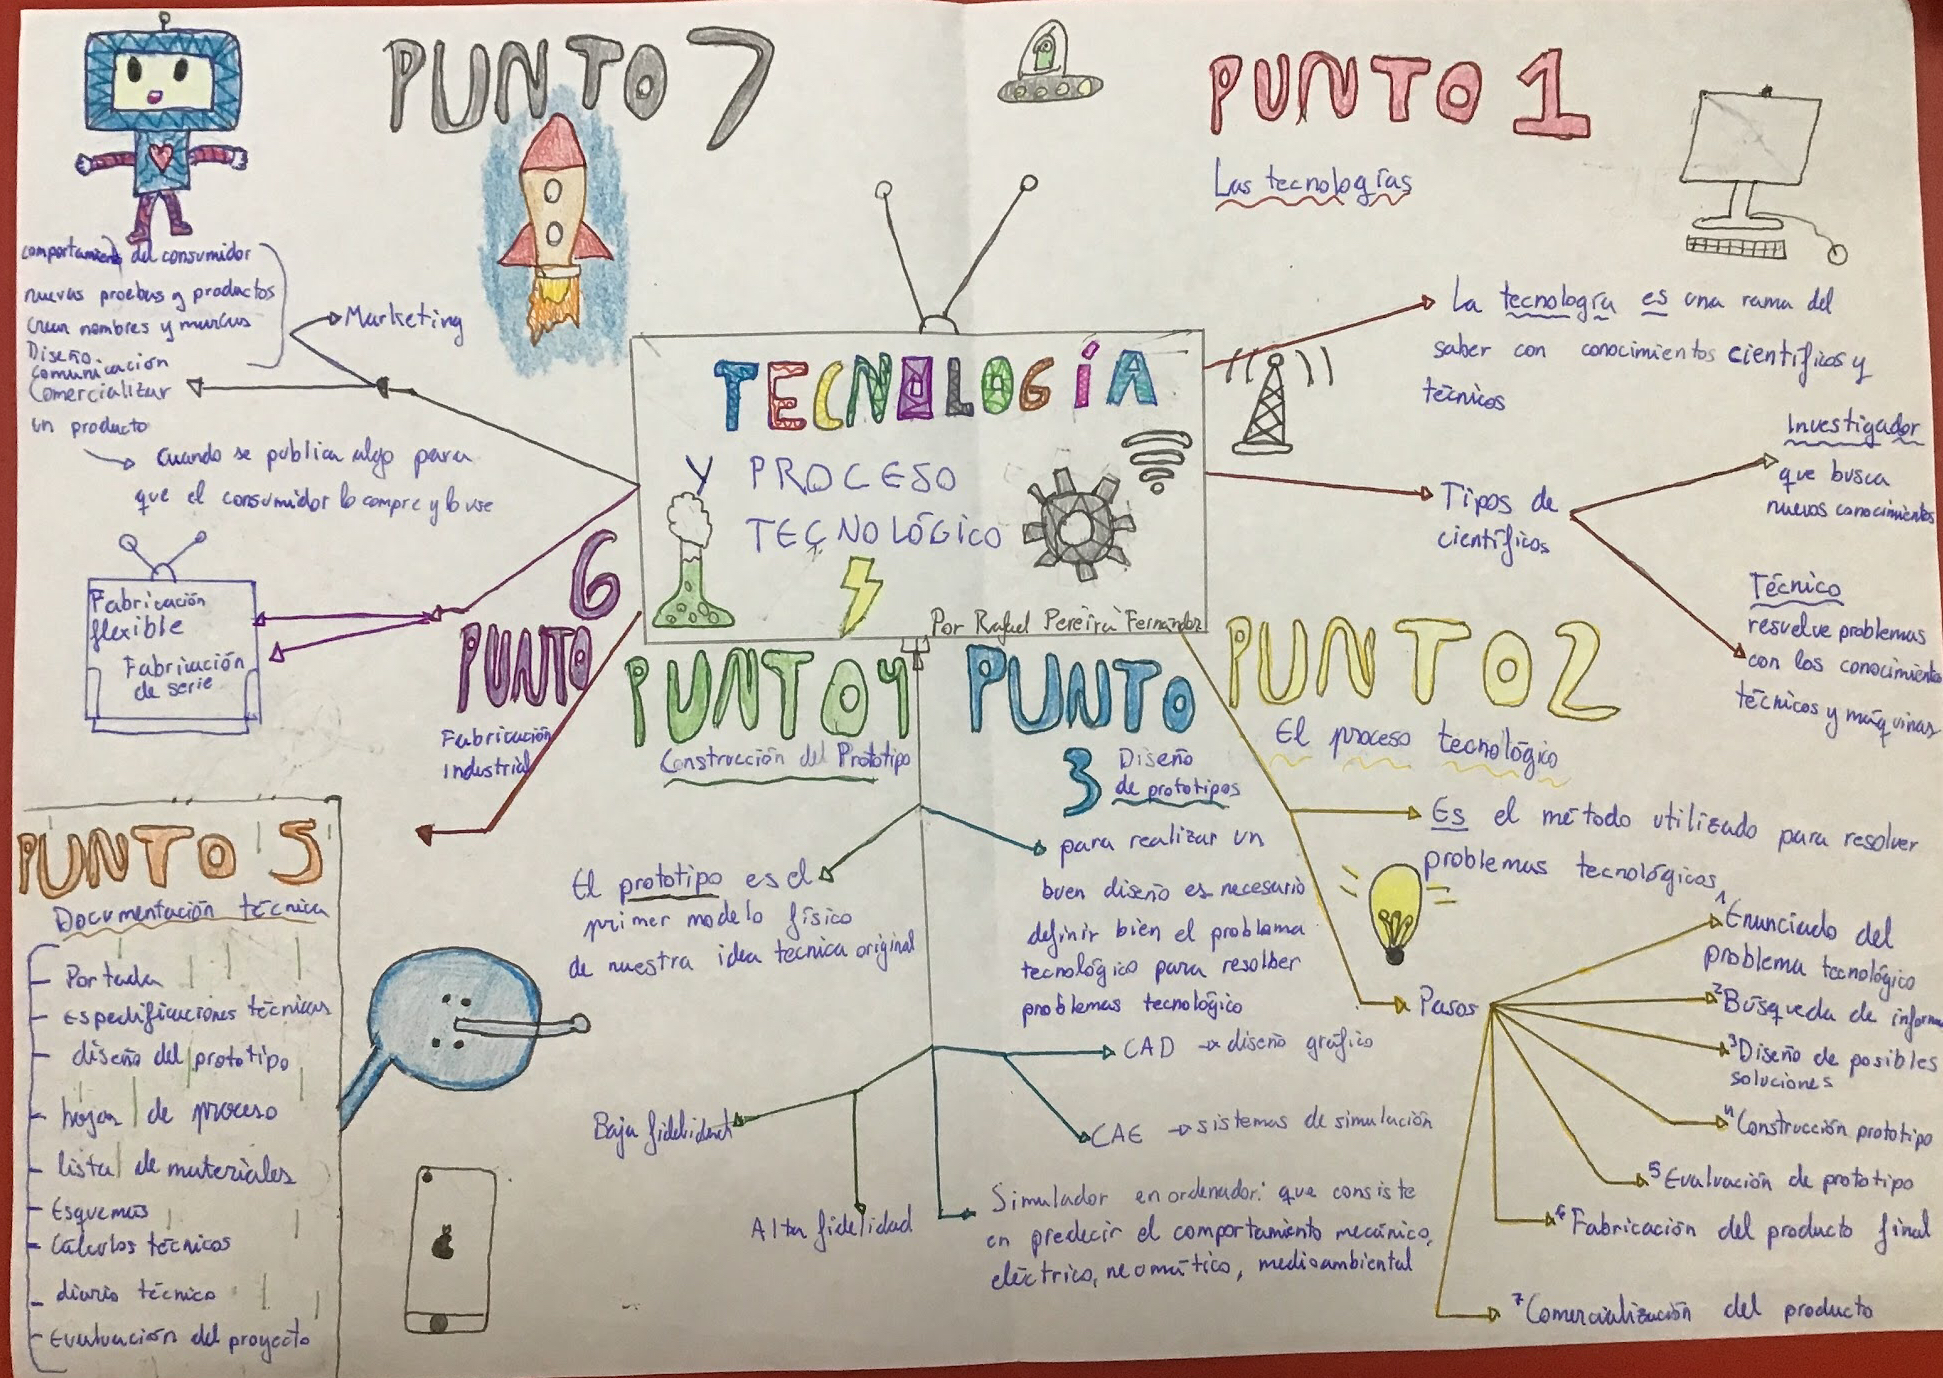 TECNOLOGÍA
Y PROCESO
TECNOLÓGICO
Por Rafael Pereira Fernandez
PUNTO 1
Las tecnologías
La tecnología es una rama del
saber con conocimientos científicos y
técnicos
Tipos de
científicos
Investigador
que busca
nuevos conocimientos
Técnico
resuelve problemas
con los conocimientos
técnicos y máquinas
PUNTO 2
El proceso tecnológico
Es el método utilizado para resolver
problemas tecnológicos
Pasos
1 Enunciado del
problema tecnológico
2 Búsqueda de
3 Diseño de posibles
soluciones
4 Construcción prototipo
5 Evaluación de prototipo
6 Fabricación del producto final
7 Comercialización del producto
PUNTO
3 Diseño
de prototipos
para realizar un
buen diseño es necesario
definir bien el problema
tecnológico para resolber
problemas tecnológico
CAD → diseño gráfico
CAE → sistemas de simulación
Simulador en ordenador: que consiste
en predecir el comportamiento mecánico,
eléctrico, neomático, medioambiental
PUNTO 4
Construcción del Prototipo
El prototipo es el
primer modelo físico
de nuestra idea tecnica original
Baja fidelidad
Alta fidelidad
PUNTO 5
Documentación técnica
Portada
Especificaciones técnicas
diseño del prototipo
hojas de proceso
lista de materiales
Esquemas
Cálculos técnicos
diario técnico
Evaluación del proyecto
6
PUNTO
Fabricación
industrial
Fabricación
flexible
Fabricación
de serie
PUNTO 7
Marketing
comportamiento del consumidor
nuevas proebas y productos
crear nombres y marcas
Diseño
comunicación
Comercializar
un producto
cuando se publica algo para
que el consumidor lo compre y lo use